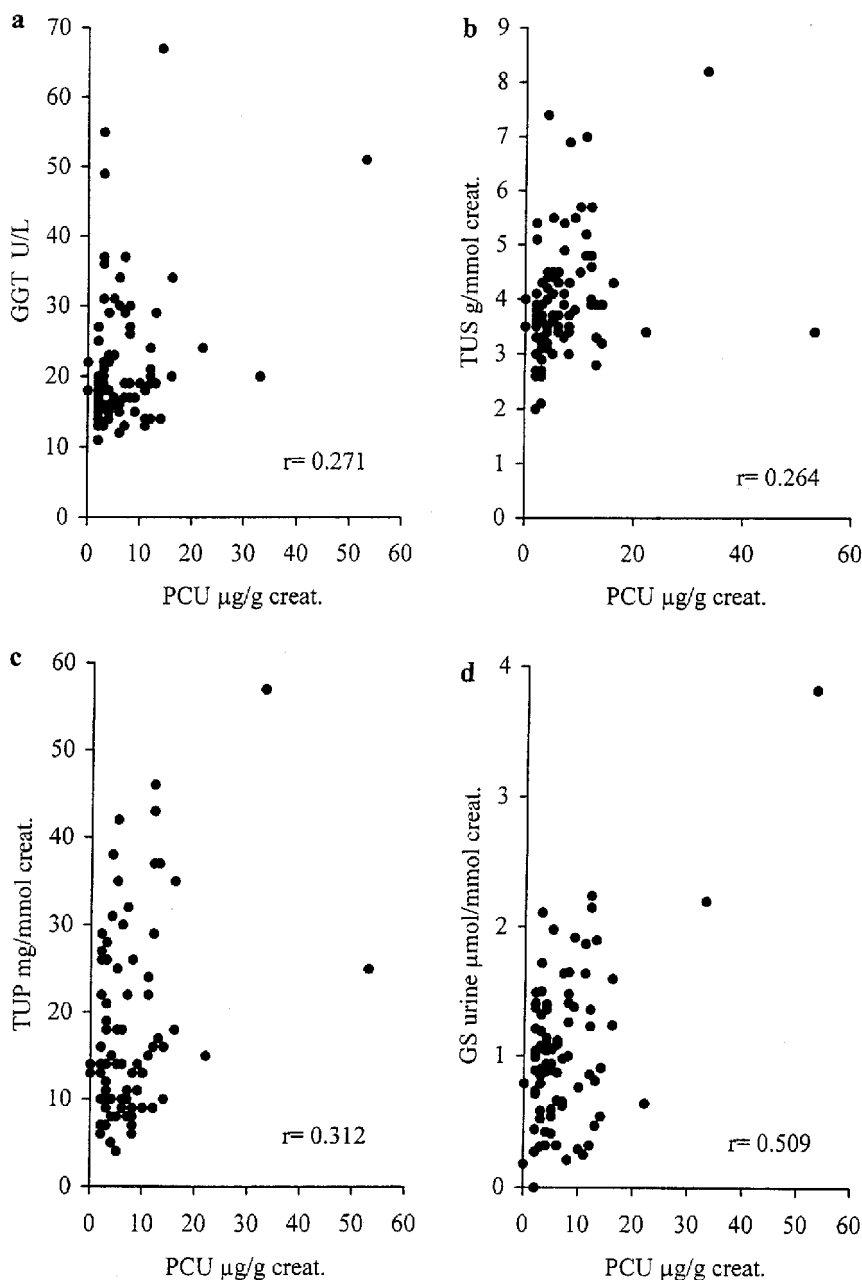 a
70
60
50
40
30
20
10
0
GGT U/L
r= 0.271
0 10 20 30 40 50 60
PCU µg/g creat.
b
9
8
7
6
5
4
3
2
1
0
TUS g/mmol creat.
r= 0.264
0 20 40 60
PCU µg/g creat.
c
60
50
40
30
20
10
0
TUP mg/mmol creat.
r= 0.312
0 10 20 30 40 50 60
PCU µg/g creat.
d
4
3
2
1
0
GS urine µmol/mmol creat.
r= 0.509
0 10 20 30 40 50 60
PCU µg/g creat.